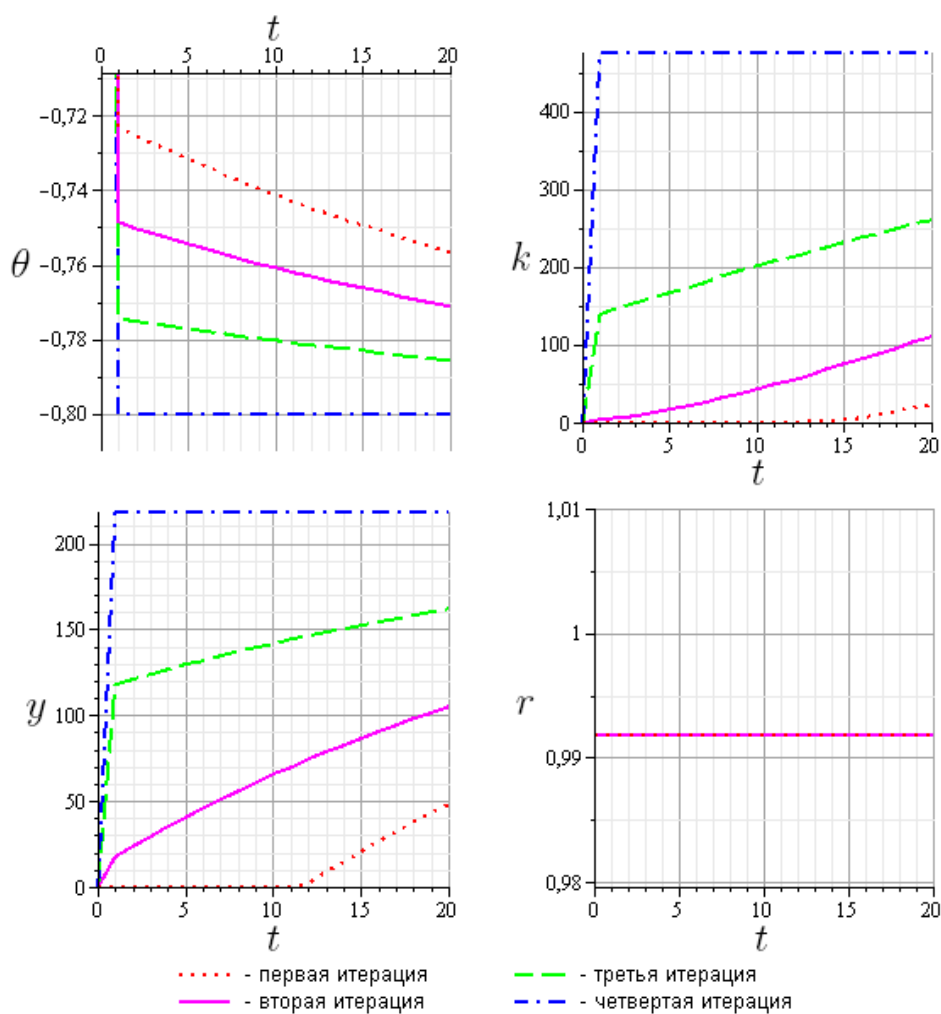 t
0 5 10 15 20
−0,72
−0,74
θ −0,76
−0,78
−0,80
400
300
k 200
100
0
0 5 10 15 20
t
200
150
y 100
50
0
0 5 10 15 20
t
1,01
1
r
0,99
0,98
0 5 10 15 20
t
- первая итерация
- третья итерация
- вторая итерация
- четвертая итерация